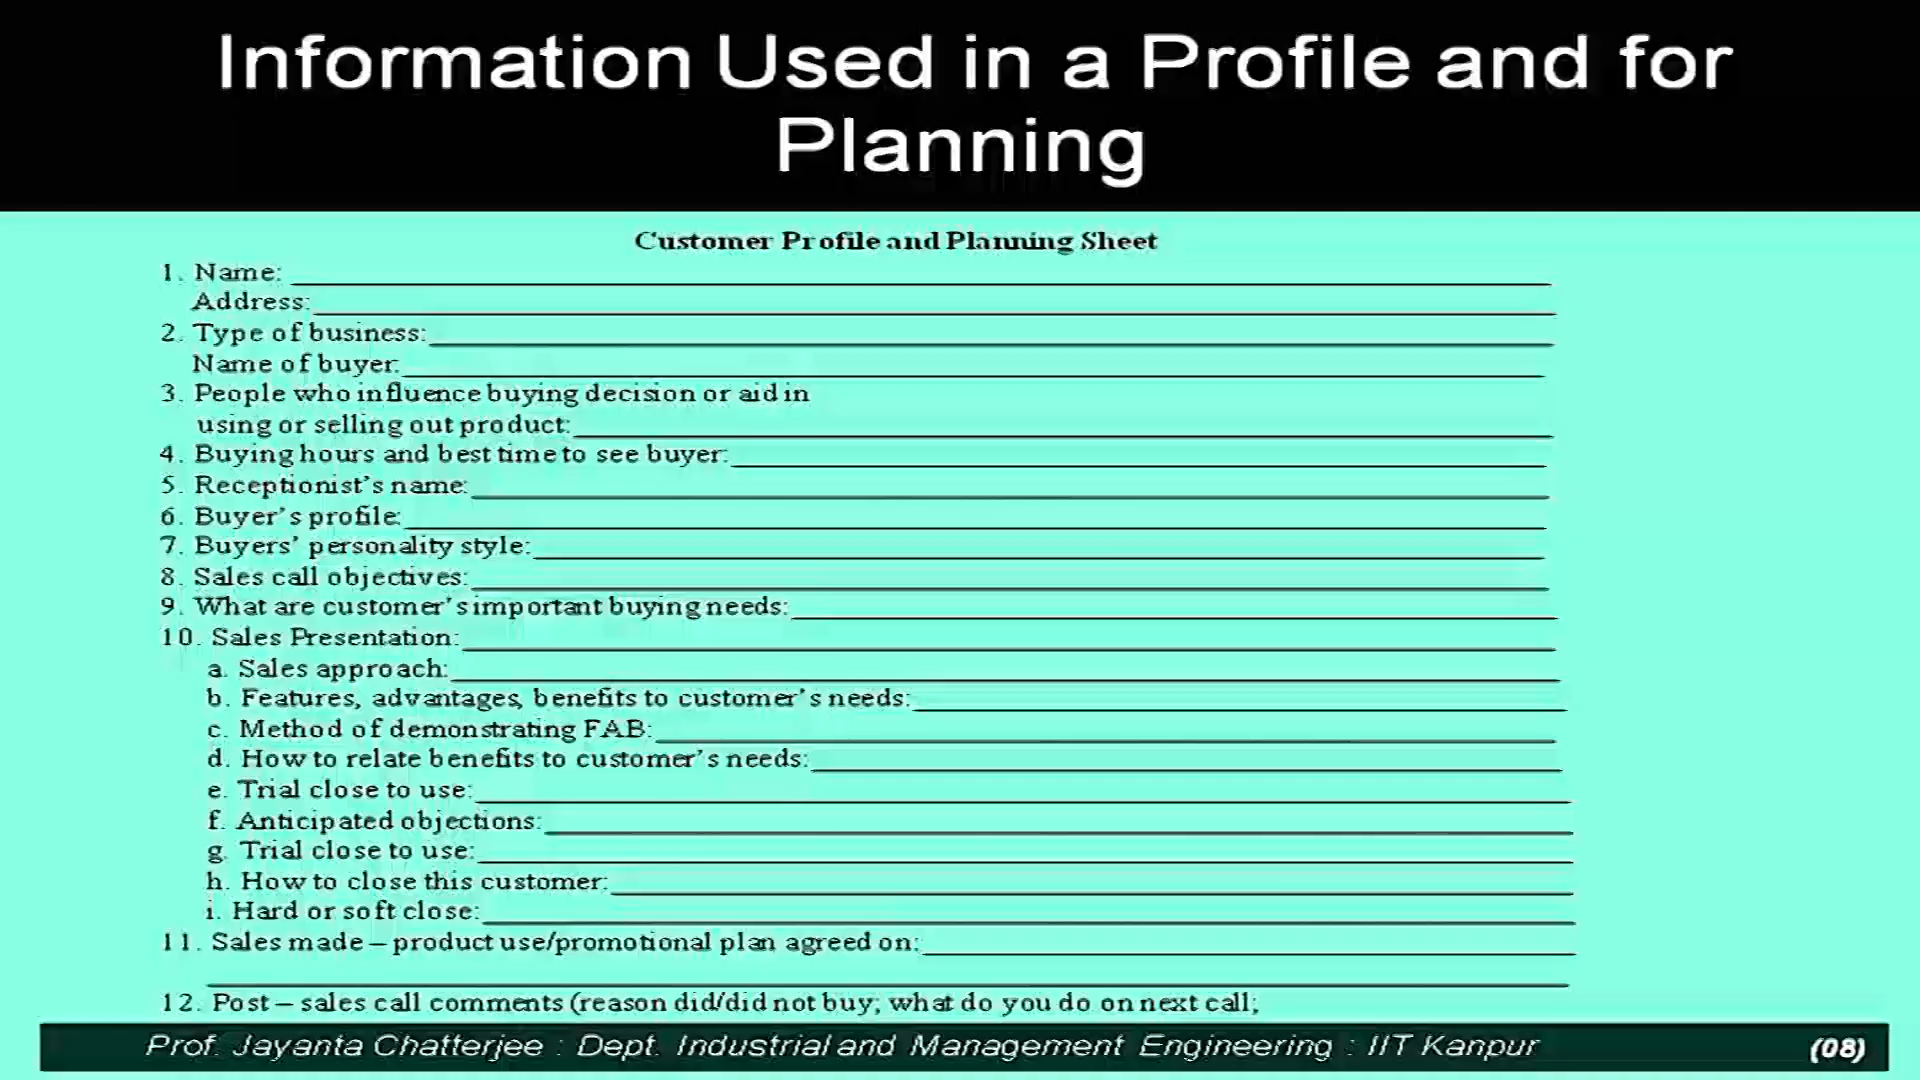 Information Used in a Profile and for
Planning
Customer Profile and Planning Sheet
1. Name:
Address:
2. Type of business:
Name of buyer:
3. People who influence buying decision or aid in
using or selling out product:
4. Buying hours and best time to see buyer:
5. Receptionist's name:
6. Buyer's profile:
7. Buyers' personality style:
8. Sales call objectives:
9. What are customer's important buying needs:
10. Sales Presentation:
a. Sales approach:
b. Features, advantages, benefits to customer's needs:
c. Method of demonstrating FAB:
d. How to relate benefits to customer's needs:
e. Trial close to use:
f. Anticipated objections:
g. Trial close to use:
h. How to close this customer:
i. Hard or soft close:
11. Sales made – product use/promotional plan agreed on:
12. Post – sales call comments (reason did/did not buy; what do you do on next call;
Prof. Jayanta Chatterjee : Dept. Industrial and Management Engineering : IIT Kanpur (08)